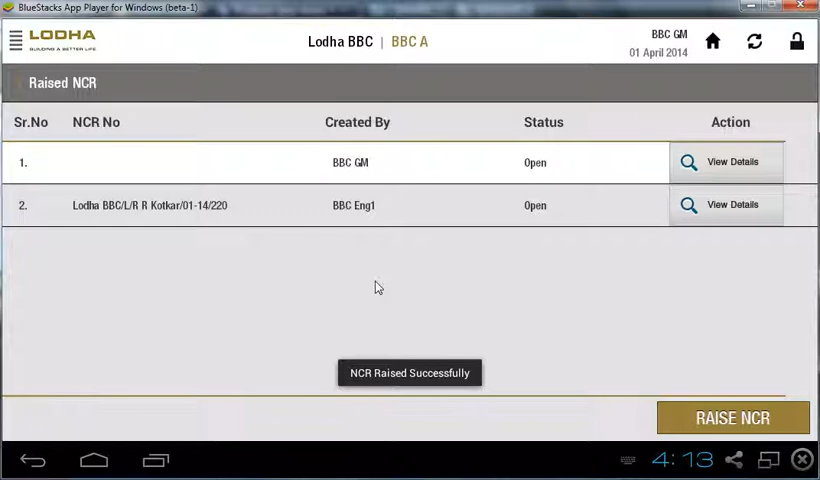 BlueStacks App Player for Windows (beta-1)
LODHA
BUILDING A BETTER LIFE
Lodha BBC | BBC A
BBC GM
01 April 2014
Raised NCR
Sr.No NCR No Created By Status Action
1. BBC GM Open View Details
2. Lodha BBC/L/R R Kotkar/01-14/220 BBC Eng1 Open View Details
NCR Raised Successfully
RAISE NCR
4:13